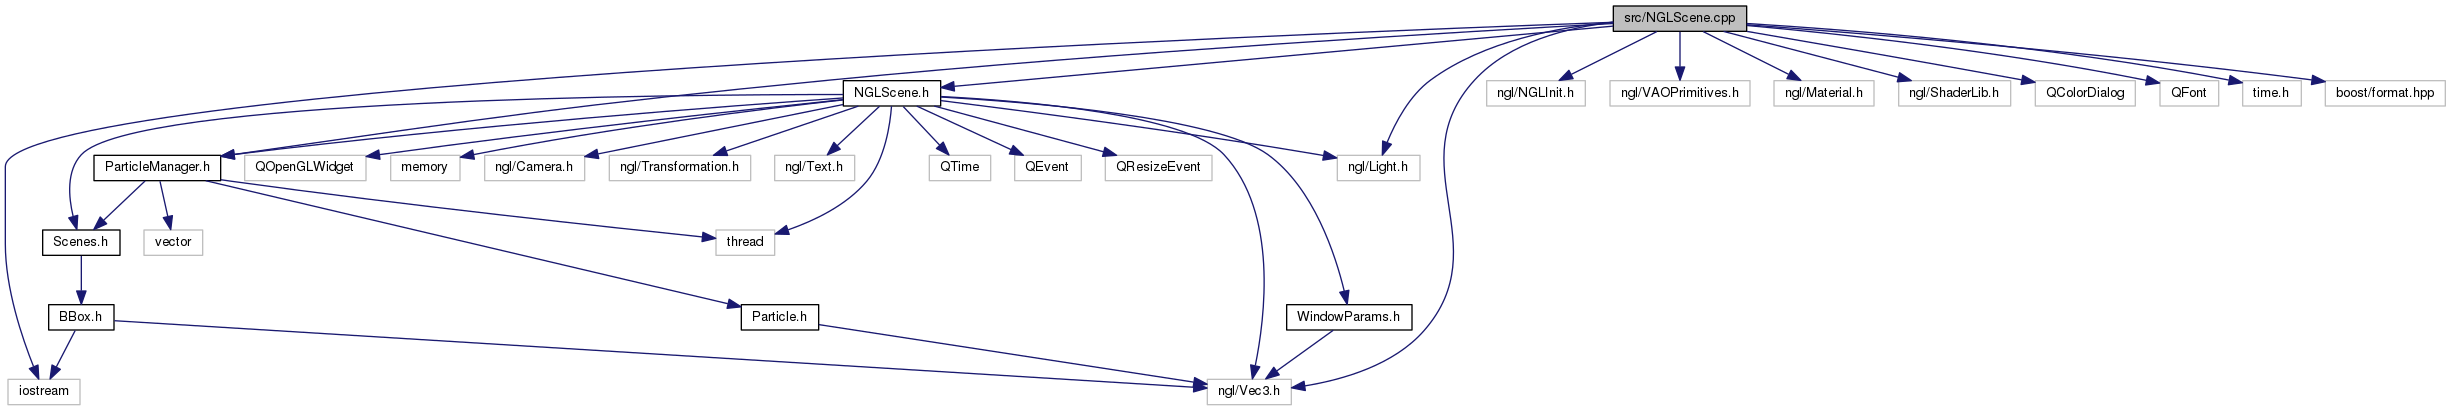 src/NGLScene.cpp
NGLScene.h
ngl/NGLInit.h
ngl/VAOPrimitives.h
ngl/Material.h
ngl/ShaderLib.h
QColorDialog
QFont
time.h
boost/format.hpp
ParticleManager.h
QOpenGLWidget
memory
ngl/Camera.h
ngl/Transformation.h
ngl/Text.h
QTime
QEvent
QResizeEvent
ngl/Light.h
Scenes.h
vector
thread
BBox.h
Particle.h
WindowParams.h
iostream
ngl/Vec3.h